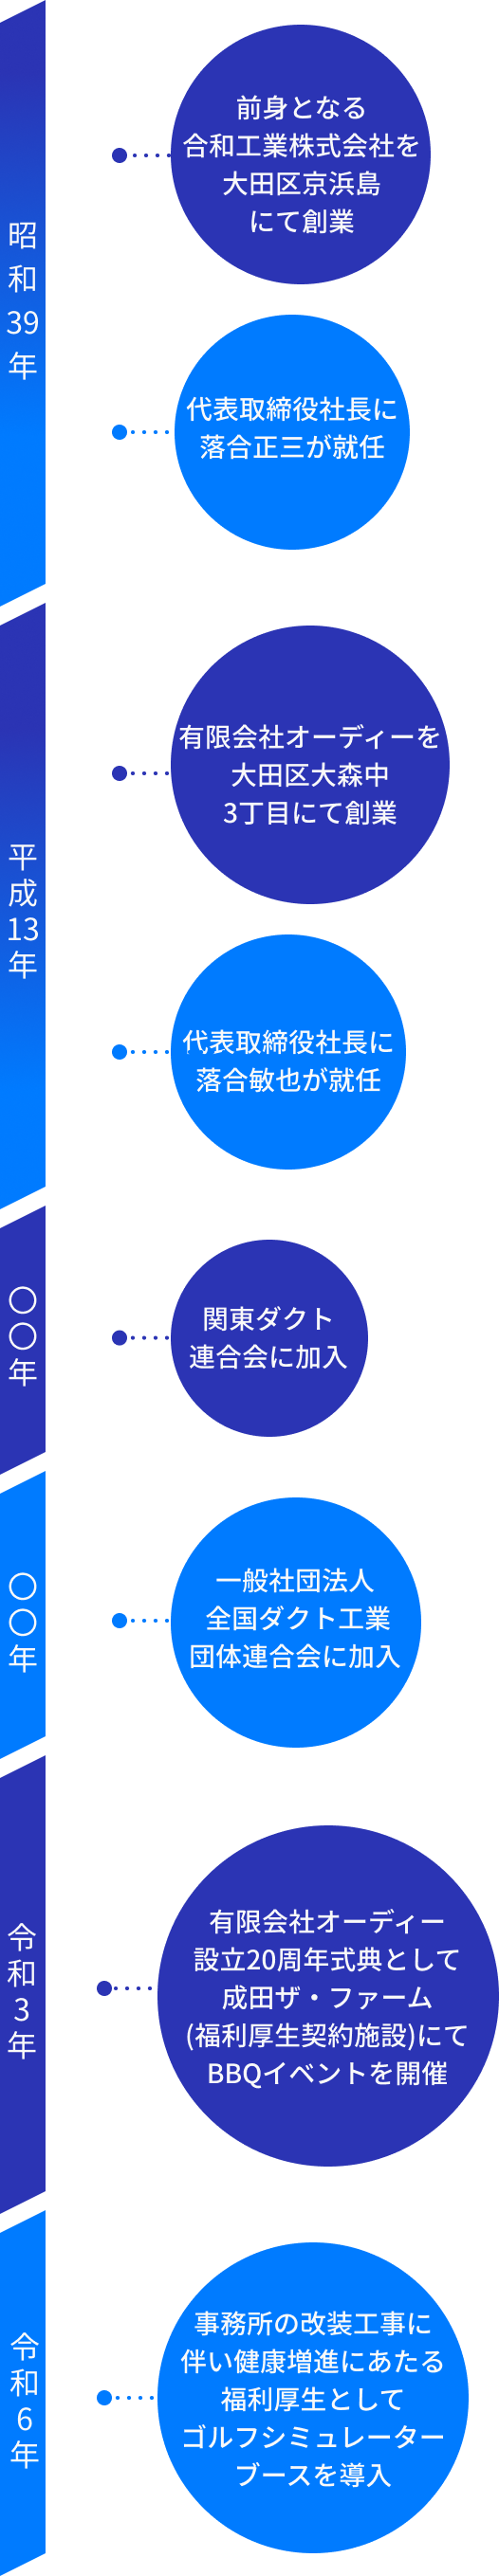 昭和39年
前身となる
合和工業株式会社を
大田区京浜島
にて創業
代表取締役社長に
落合正三が就任
平成13年
有限会社オーディーを
大田区大森中
3丁目にて創業
代表取締役社長に
落合敏也が就任
〇〇年
関東ダクト
連合会に加入
〇〇年
一般社団法人
全国ダクト工業
団体連合会に加入
令和3年
有限会社オーディー
設立20周年式典として
成田ザ・ファーム
(福利厚生契約施設)にて
BBQイベントを開催
令和6年
事務所の改装工事に
伴い健康増進にあたる
福利厚生として
ゴルフシミュレーター
ブースを導入